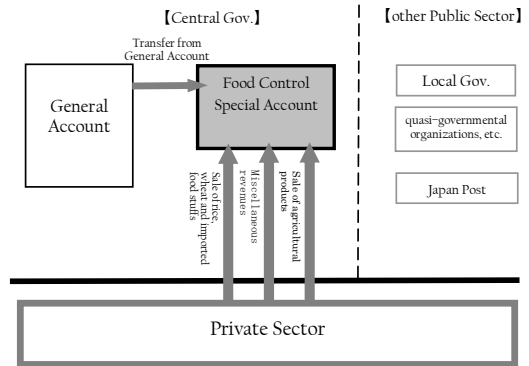 【Central Gov.】
【other Public Sector】
Transfer from
General Account
General
Account
Food Control
Special Account
Local Gov.
quasi-governmental
organizations, etc.
Japan Post
Sale of rice,
wheat and imported
food stuffs
Miscellaneous
revenues
Sale of agricultural
products
Private Sector